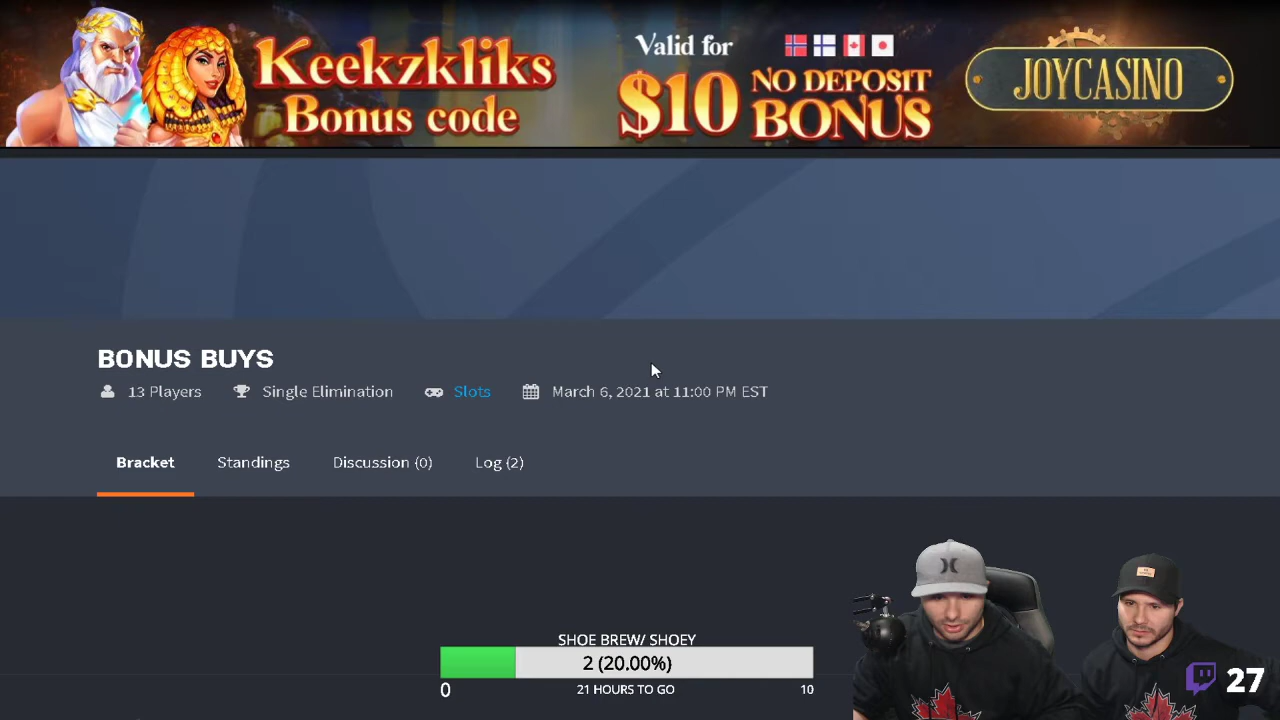 Keekzkliks
Bonus code
Valid for
$10 NO DEPOSIT
BONUS
JOYCASINO
BONUS BUYS
13 Players Single Elimination Slots March 6, 2021 at 11:00 PM EST
Bracket Standings Discussion (0) Log (2)
SHOE BREW/ SHOEY
2 (20.00%)
0 21 HOURS TO GO 10
27